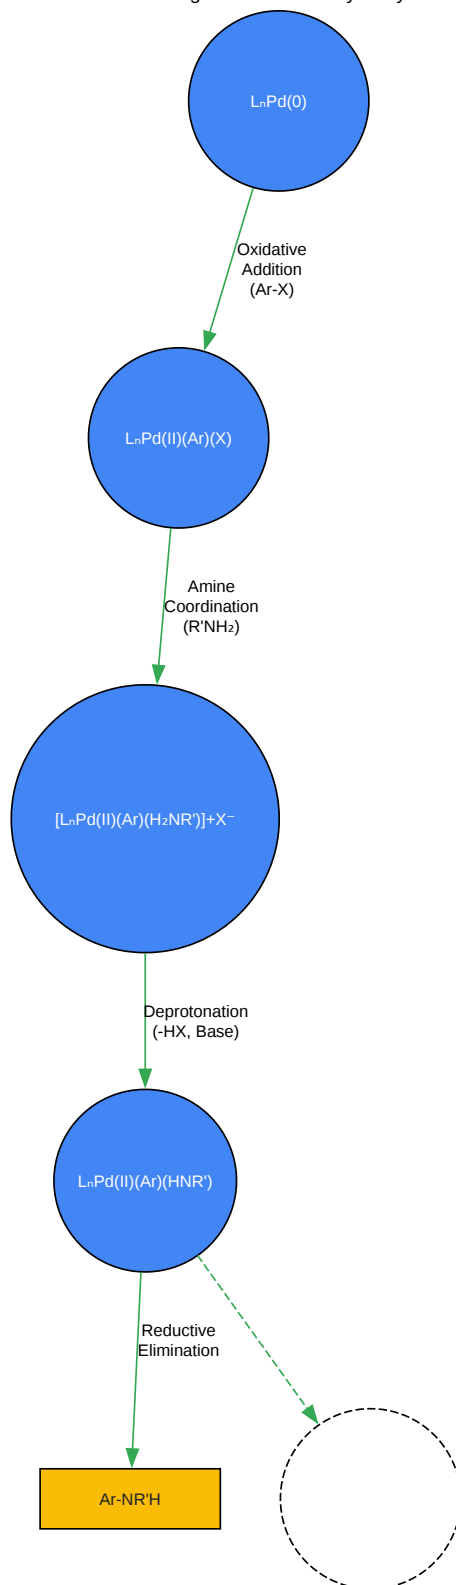 LₙPd(0)
Oxidative
Addition
(Ar-X)
LₙPd(II)(Ar)(X)
Amine
Coordination
(R'NH₂)
[LₙPd(II)(Ar)(H₂NR')]+X⁻
Deprotonation
(-HX, Base)
LₙPd(II)(Ar)(HNR')
Reductive
Elimination
Ar-NR'H